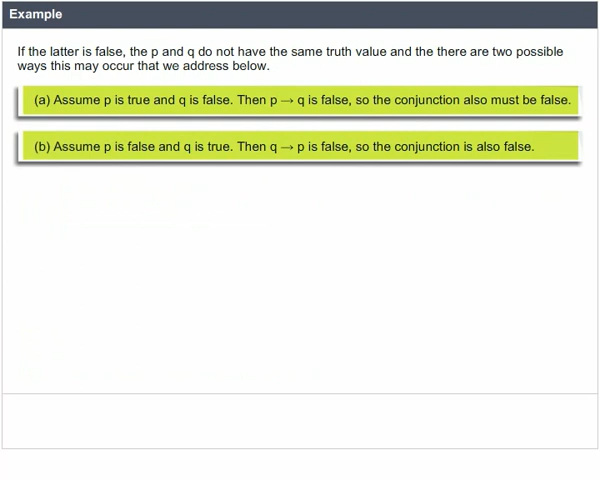 Example
If the latter is false, the p and q do not have the same truth value and the there are two possible
ways this may occur that we address below.
(a) Assume p is true and q is false. Then p → q is false, so the conjunction also must be false.
(b) Assume p is false and q is true. Then q → p is false, so the conjunction is also false.